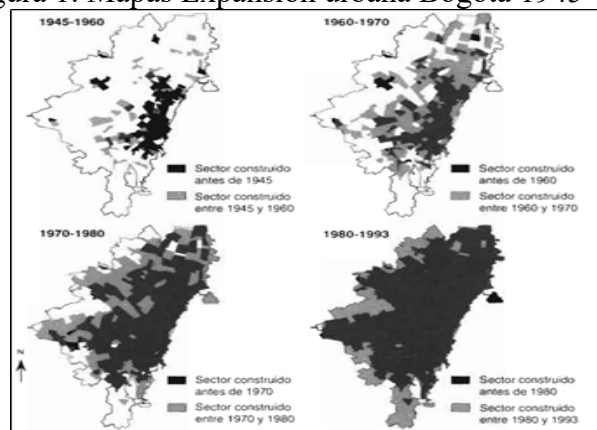 gura 1. Mapas Expansión urbana Bogotá 1945
1945-1960
Sector construido
antes de 1945
Sector construido
entre 1945 y 1960
1960-1970
Sector construido
antes de 1960
Sector construido
entre 1960 y 1970
1970-1980
N
Sector construido
antes de 1970
Sector construido
entre 1970 y 1980
1980-1993
Sector construido
antes de 1980
Sector construido
entre 1980 y 1993